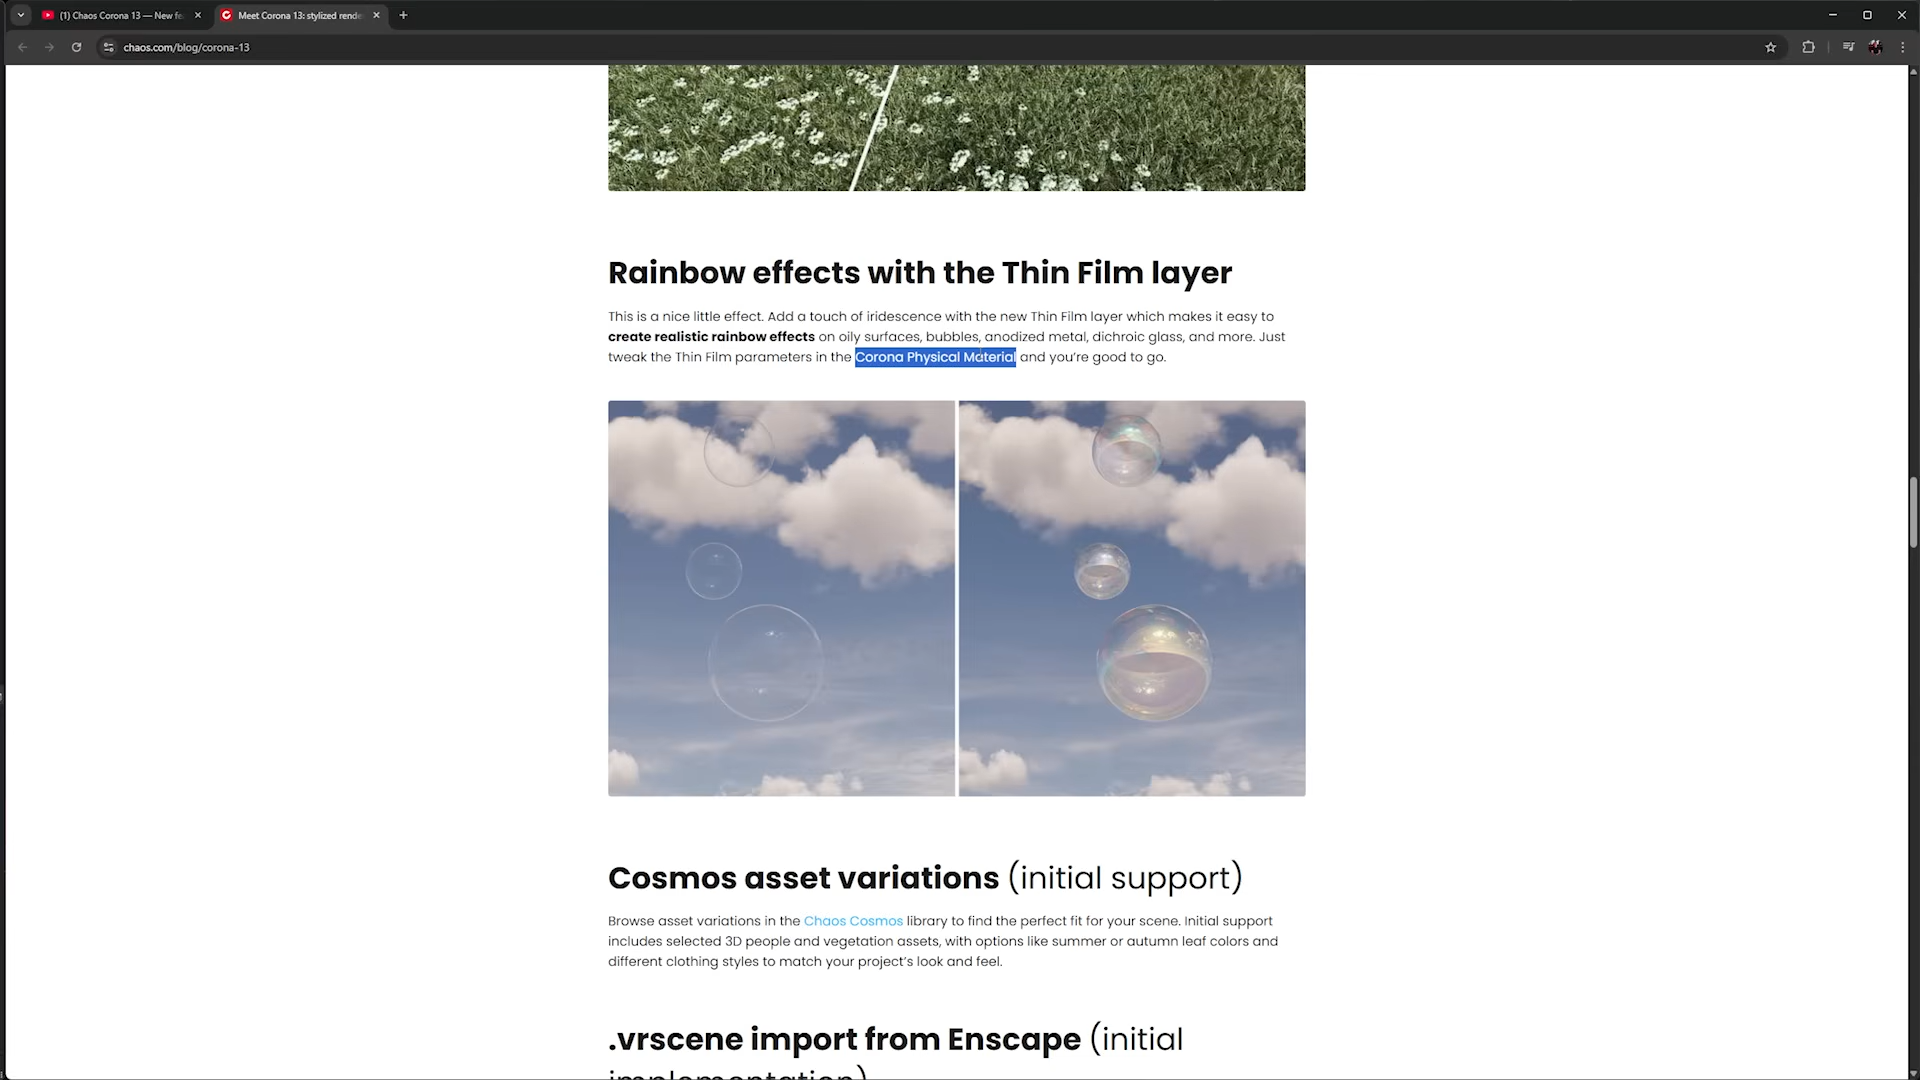 (1) Chaos Corona 13 — New fe
Meet Corona 13: stylized rende
chaos.com/blog/corona-13
Rainbow effects with the Thin Film layer
This is a nice little effect. Add a touch of iridescence with the new Thin Film layer which makes it easy to
create realistic rainbow effects on oily surfaces, bubbles, anodized metal, dichroic glass, and more. Just
tweak the Thin Film parameters in the Corona Physical Material and you’re good to go.
Cosmos asset variations (initial support)
Browse asset variations in the Chaos Cosmos library to find the perfect fit for your scene. Initial support
includes selected 3D people and vegetation assets, with options like summer or autumn leaf colors and
different clothing styles to match your project’s look and feel.
.vrscene import from Enscape (initial
implementation)